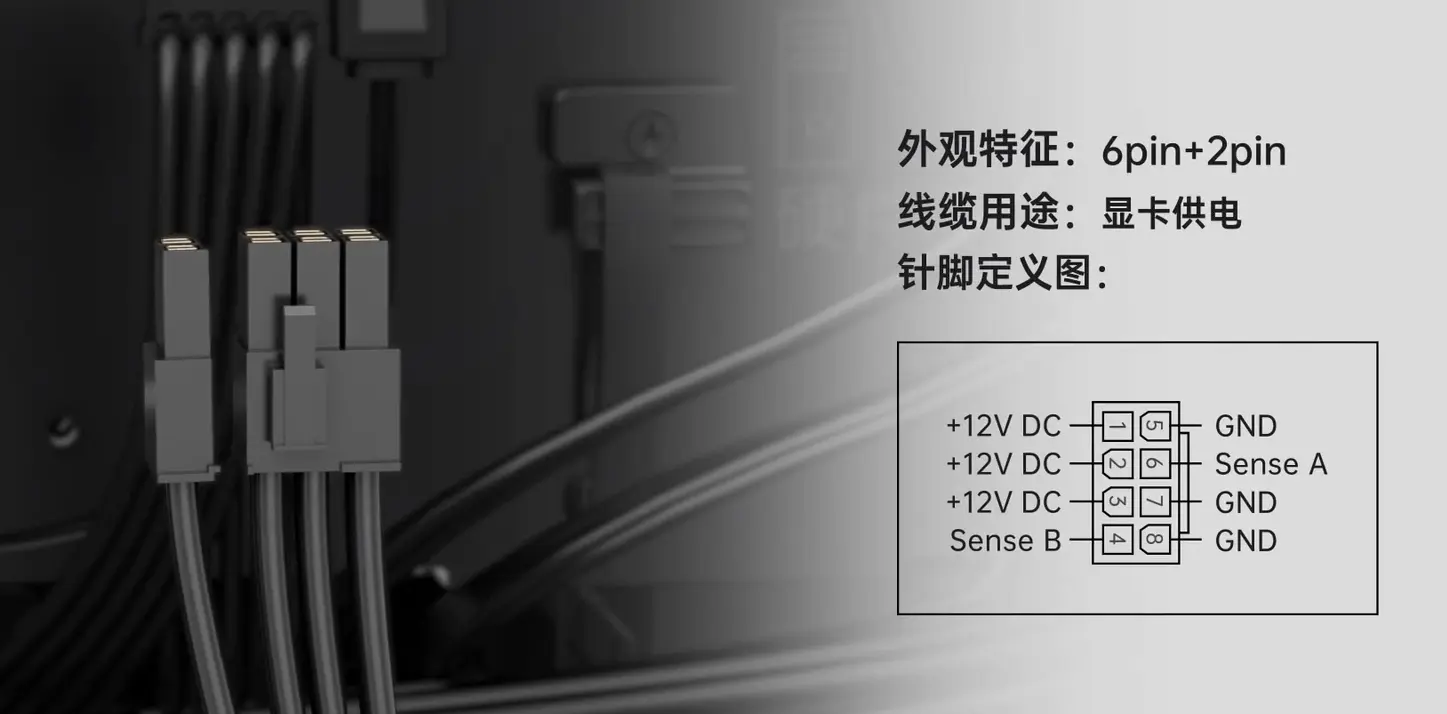 外观特征：6pin+2pin
线缆用途：显卡供电
针脚定义图：
+12V DC 1 5 GND
+12V DC 2 6 Sense A
+12V DC 3 7 GND
Sense B 4 8 GND